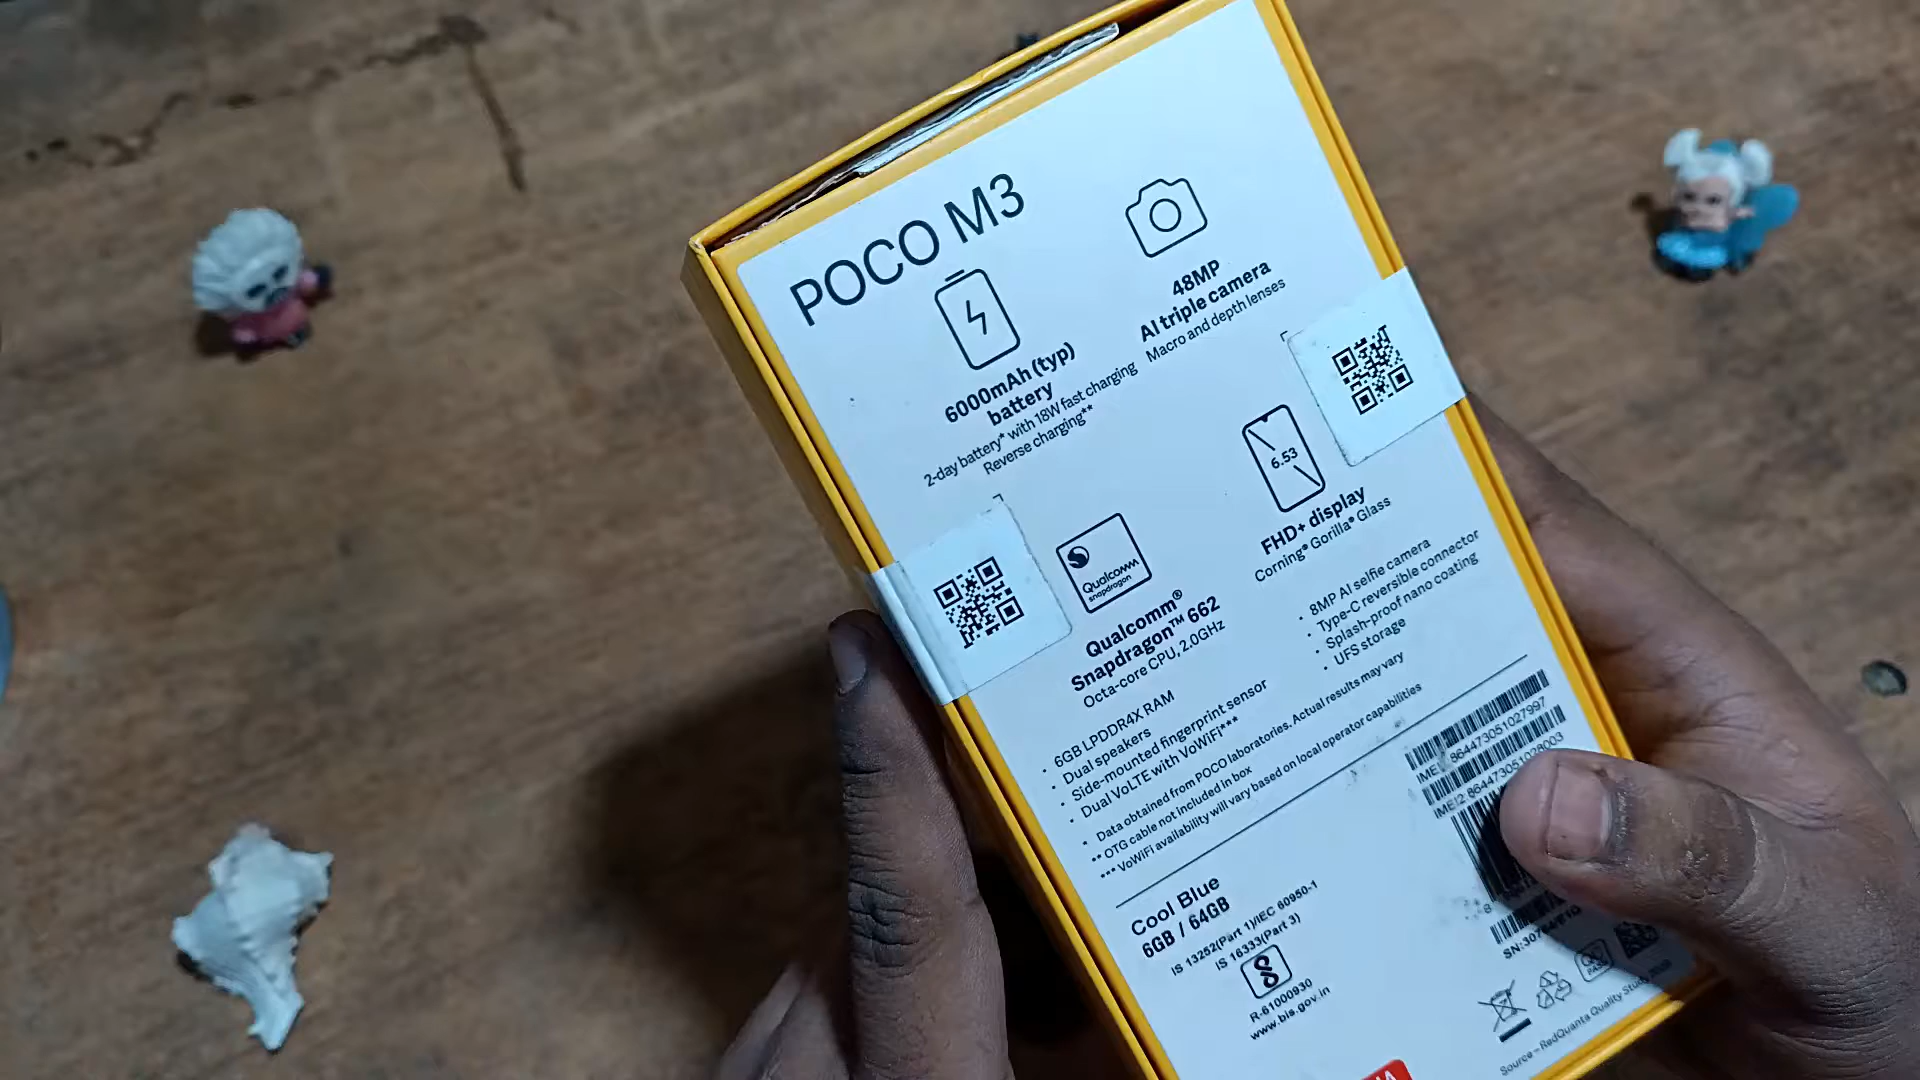 POCO M3
6000mAh (typ)
battery
2-day battery* with 18W fast charging
Reverse charging**
48MP
AI triple camera
Macro and depth lenses
6.53
FHD+ display
Corning® Gorilla® Glass
Qualcomm
snapdragon
Qualcomm®
Snapdragon™ 662
Octa-core CPU, 2.0GHz
· 6GB LPDDR4X RAM
· Dual speakers
· Side-mounted fingerprint sensor
· Dual VoLTE with VoWiFi***
· 8MP AI selfie camera
· Type-C reversible connector
· Splash-proof nano coating
· UFS storage
* Data obtained from POCO laboratories. Actual results may vary
** OTG cable not included in box
*** VoWiFi availability will vary based on local operator capabilities
864473051027997
IMEI2 864473051028003
Cool Blue
6GB / 64GB
IS 13252(Part 1)/IEC 60950-1
IS 16333(Part 3)
R-61000930
www.bis.gov.in
Source - RedQuanta Quality